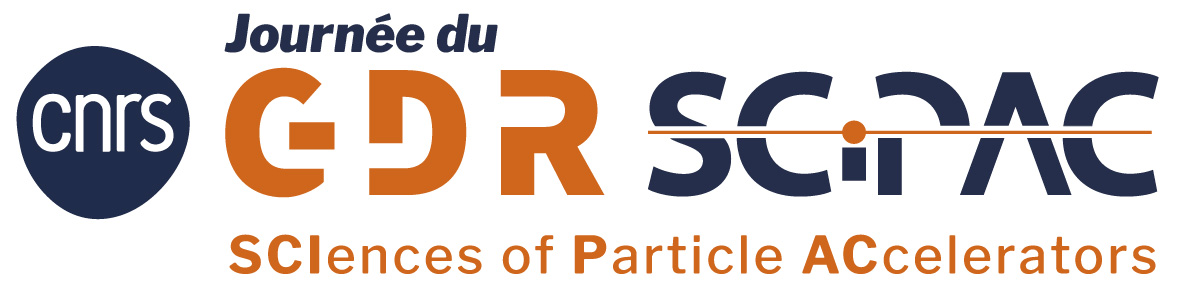 cnrs
Journée du
GDR SCiPAC
SCIences of Particle ACcelerators